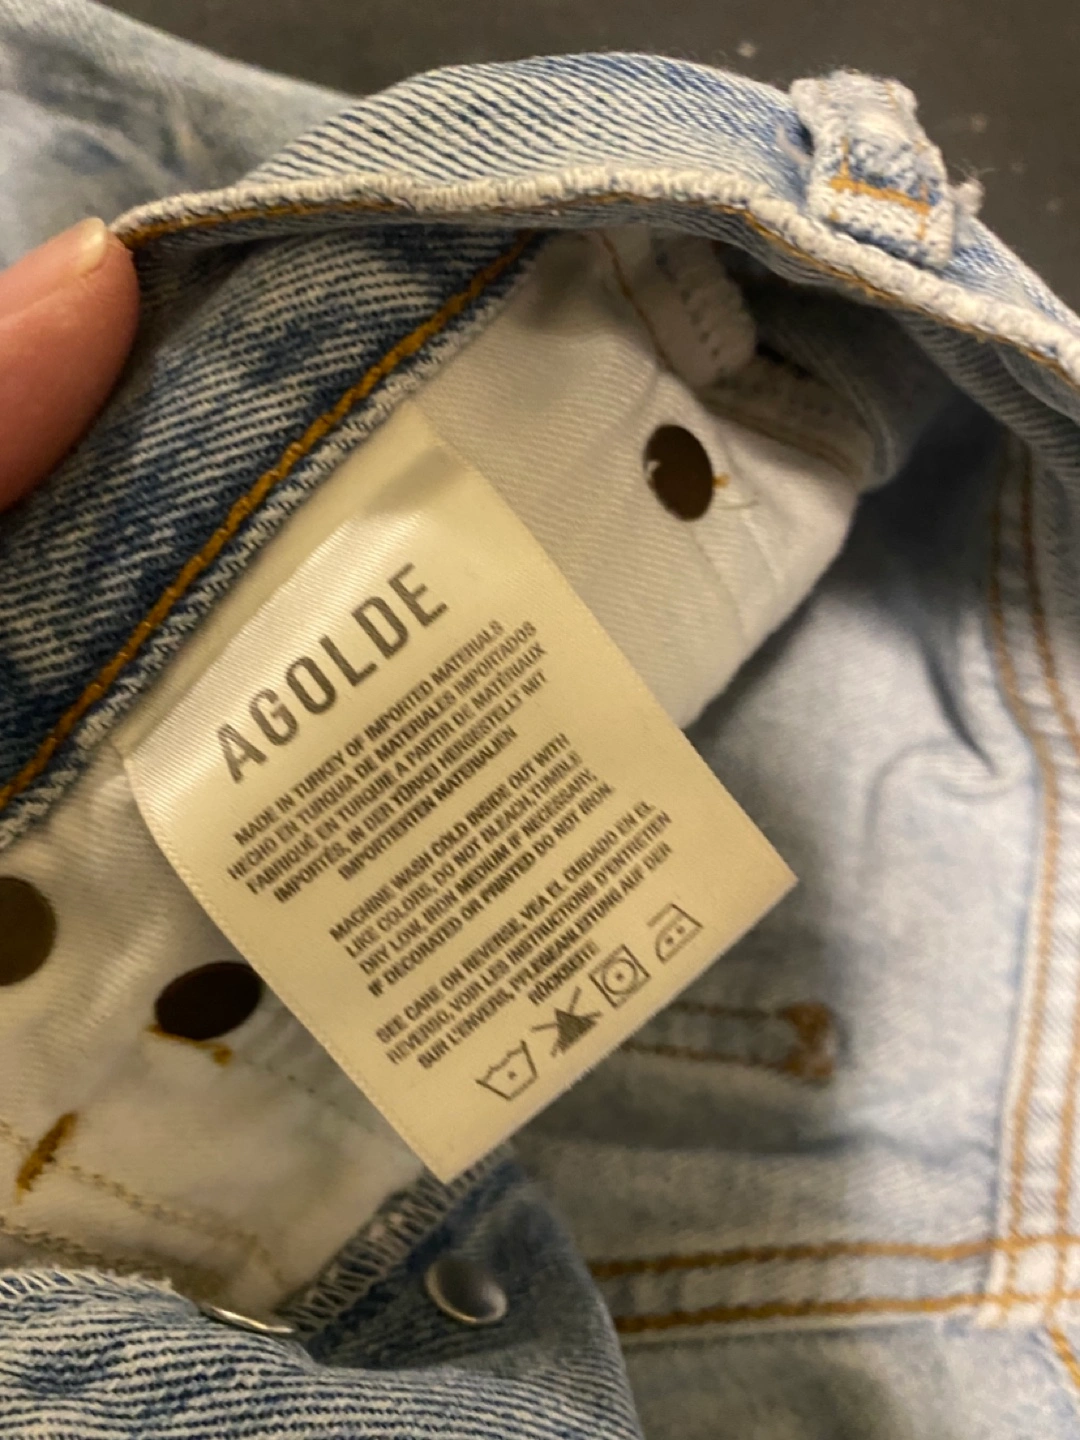 AGOLDE
MADE IN TURKEY OF IMPORTED MATERIALS
HECHO EN TURQUIA DE MATERIALES IMPORTADOS
FABRIQUÉ EN TURQUIE A PARTIR DE MATÉRIAUX
IMPORTÉS, IN DER TÜRKEI HERGESTELLT MIT
IMPORTIERTEN MATERIALIEN
MACHINE WASH COLD INSIDE OUT WITH
LIKE COLORS, DO NOT BLEACH,TUMBLE
DRY LOW, IRON MEDIUM IF NECESSARY,
IF DECORATED OR PRINTED DO NOT IRON.
SEE CARE ON REVERSE, VEA EL CUIDADO EN EL
REVERSO, VOIR LES INSTRUCTIONS D'ENTRETIEN
SUR L'ENVERS, PFLEGEANLEITUNG AUF DER
RÜCKSEITE